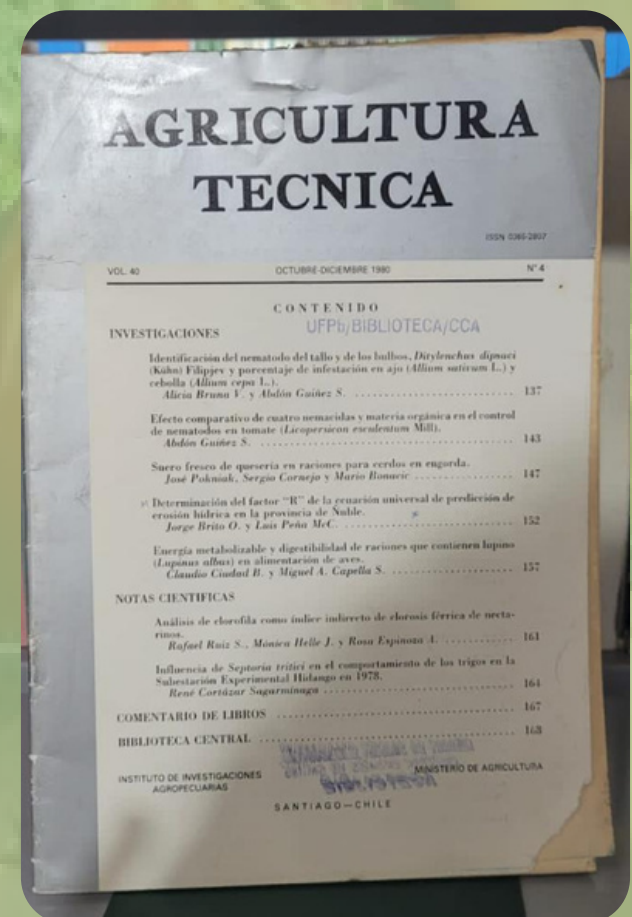 AGRICULTURA
TECNICA
ISSN 0365-2807
VOL. 40 OCTUBRE-DICIEMBRE 1980 N° 4
CONTENIDO
UFPb/BIBLIOTECA/CCA
INVESTIGACIONES
Identificación del nematodo del tallo y de los bulbos, Ditylenchus dipsaci
(Kühn) Filipjev y porcentaje de infestación en ajo (Allium sativum L.) y
cebolla (Allium cepa L.).
Alicia Bruna V. y Abdón Guíñez S. 137
Efecto comparativo de cuatro nemacidas y materia orgánica en el control
de nematodos en tomate (Licopersicon esculentum Mill).
Abdón Guíñez S. 143
Suero fresco de quesería en raciones para cerdos en engorda.
José Pokniak, Sergio Cornejo y Mario Bonacic 147
Determinación del factor "R" de la ecuación universal de predicción de
erosión hídrica en la provincia de Ñuble.
Jorge Brito O. y Luis Peña McC. 152
Energía metabolizable y digestibilidad de raciones que contienen lupino
(Lupinus albus) en alimentación de aves.
Claudio Ciudad B. y Miguel A. Capella S. 157
NOTAS CIENTIFICAS
Análisis de clorofila como índice indirecto de clorosis férrica de necta-
rinos.
Rafael Ruiz S., Mónica Helle J. y Rosa Espinoza A. 161
Influencia de Septoria tritici en el comportamiento de los trigos en la
Subestación Experimental Hidango en 1978.
René Cortázar Sagarminaga 164
COMENTARIO DE LIBROS 167
BIBLIOTECA CENTRAL 168
INSTITUTO DE INVESTIGACIONES MINISTERIO DE AGRICULTURA
AGROPECUARIAS
SANTIAGO—CHILE